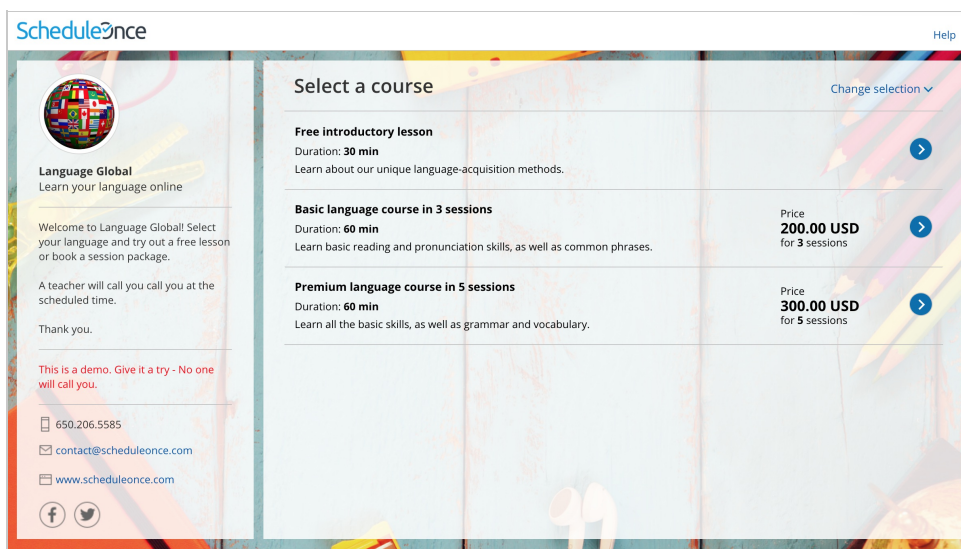 ScheduleOnce
Help
Language Global
Learn your language online
Welcome to Language Global! Select
your language and try out a free lesson
or book a session package.
A teacher will call you call you at the
scheduled time.
Thank you.
This is a demo. Give it a try - No one
will call you.
650.206.5585
contact@scheduleonce.com
www.scheduleonce.com
Select a course
Change selection
Free introductory lesson
Duration: 30 min
Learn about our unique language-acquisition methods.
Basic language course in 3 sessions
Duration: 60 min
Learn basic reading and pronunciation skills, as well as common phrases.
Price
200.00 USD
for 3 sessions
Premium language course in 5 sessions
Duration: 60 min
Learn all the basic skills, as well as grammar and vocabulary.
Price
300.00 USD
for 5 sessions